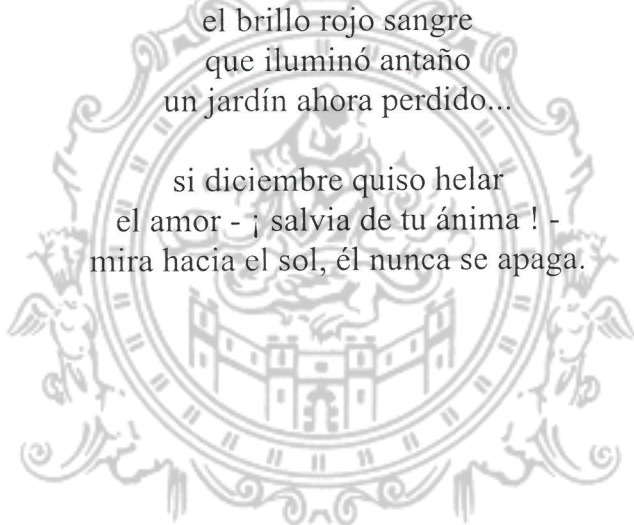 el brillo rojo sangre
que iluminó antaño
un jardín ahora perdido...
si diciembre quiso helar
el amor - ¡ salvia de tu ánima ! -
mira hacia el sol, él nunca se apaga.